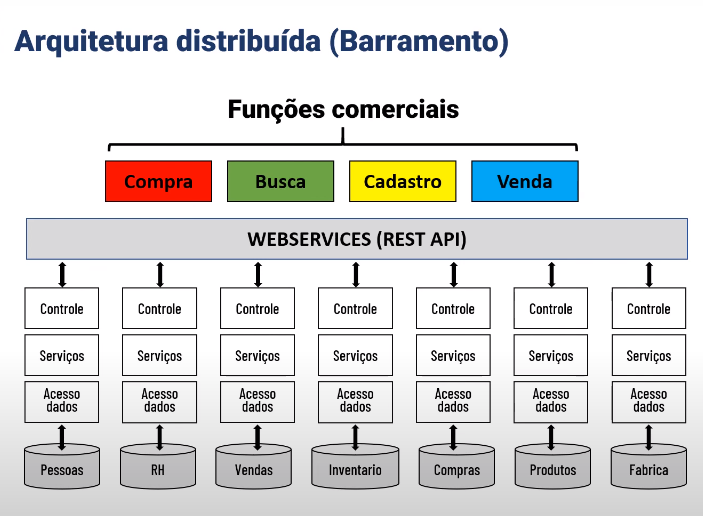 Arquitetura distribuída (Barramento)
Funções comerciais
Compra Busca Cadastro Venda
WEBSERVICES (REST API)
Controle Controle Controle Controle Controle Controle Controle
Serviços Serviços Serviços Serviços Serviços Serviços Serviços
Acesso Acesso Acesso Acesso Acesso Acesso Acesso
dados dados dados dados dados dados dados
Pessoas RH Vendas Inventario Compras Produtos Fabrica